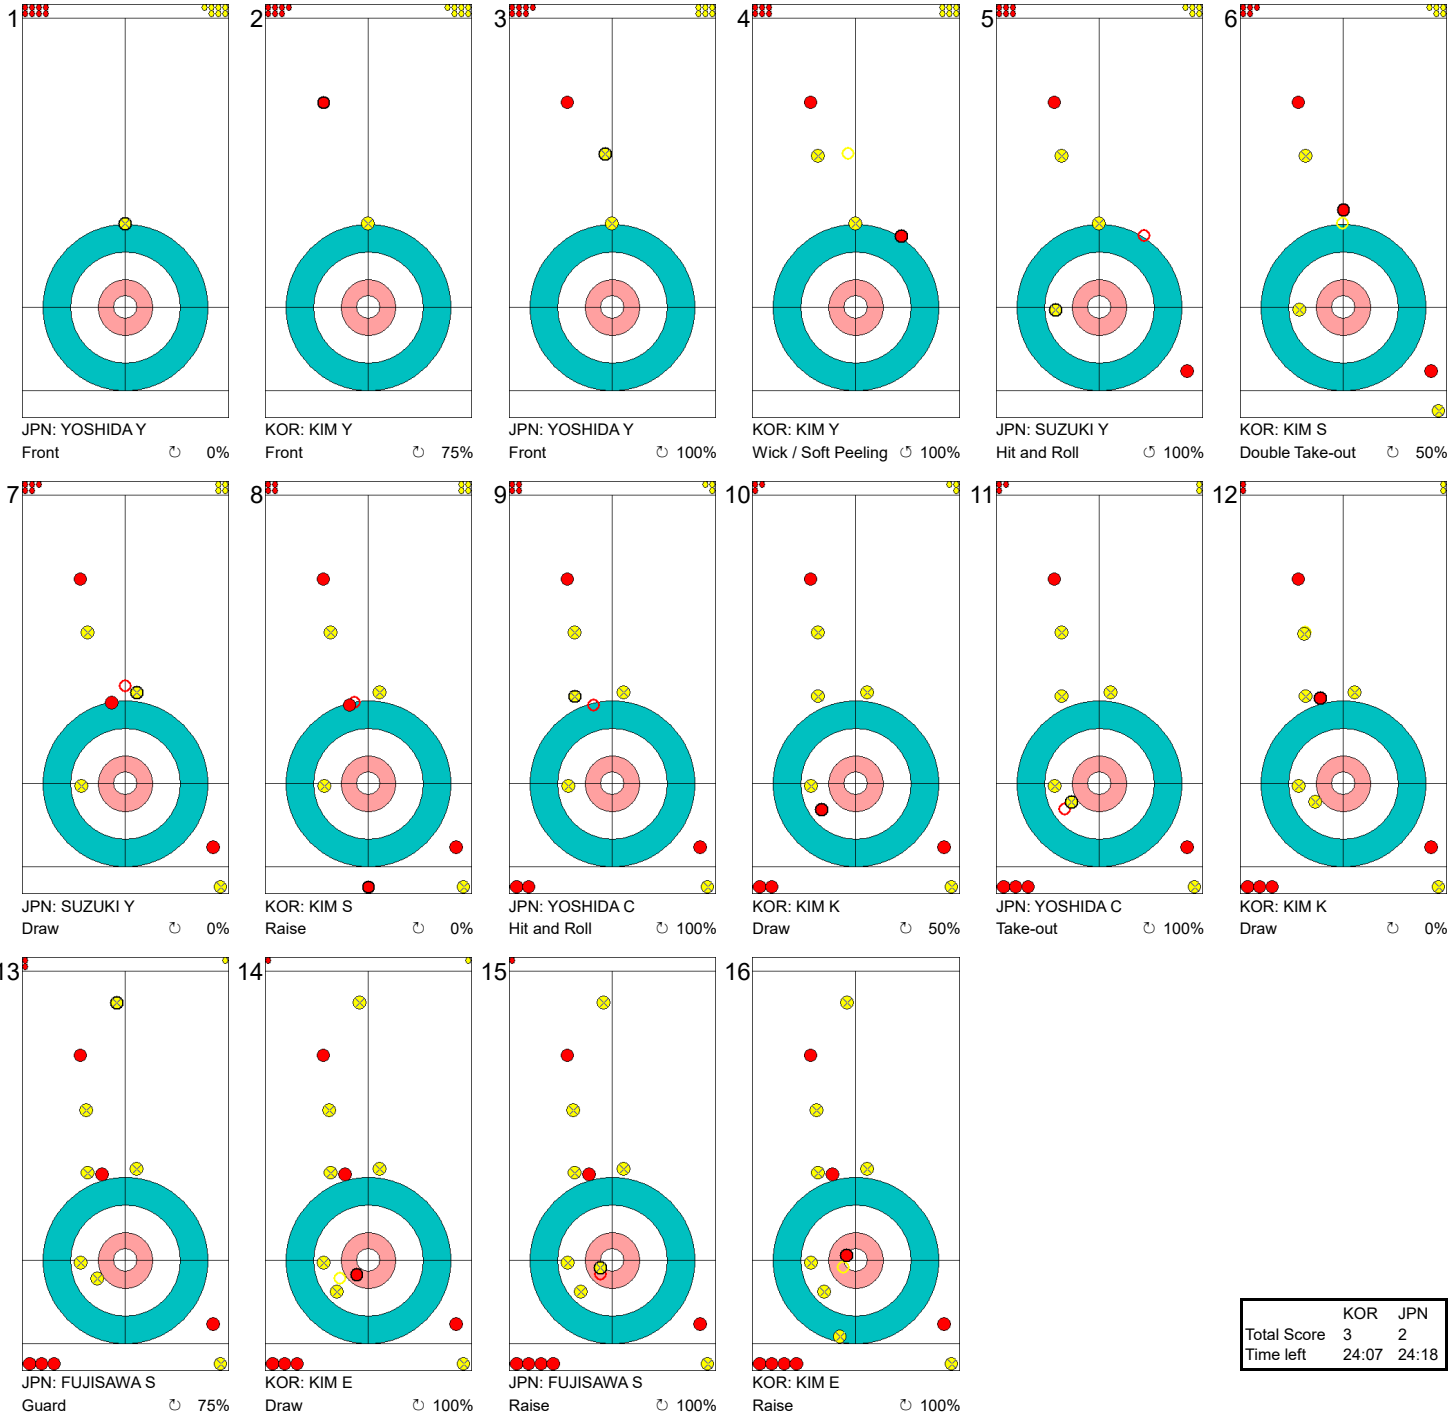 1
2
3
4
5
6
JPN: YOSHIDA Y
Front ↻ 0%
KOR: KIM Y
Front ↻ 75%
JPN: YOSHIDA Y
Front ↻ 100%
KOR: KIM Y
Wick / Soft Peeling ↺ 100%
JPN: SUZUKI Y
Hit and Roll ↺ 100%
KOR: KIM S
Double Take-out ↻ 50%
7
8
9
10
11
12
JPN: SUZUKI Y
Draw ↻ 0%
KOR: KIM S
Raise ↻ 0%
JPN: YOSHIDA C
Hit and Roll ↻ 100%
KOR: KIM K
Draw ↻ 50%
JPN: YOSHIDA C
Take-out ↻ 100%
KOR: KIM K
Draw ↻ 0%
13
14
15
16
JPN: FUJISAWA S
Guard ↻ 75%
KOR: KIM E
Draw ↻ 100%
JPN: FUJISAWA S
Raise ↻ 100%
KOR: KIM E
Raise ↻ 100%
KOR JPN
Total Score 3 2
Time left 24:07 24:18